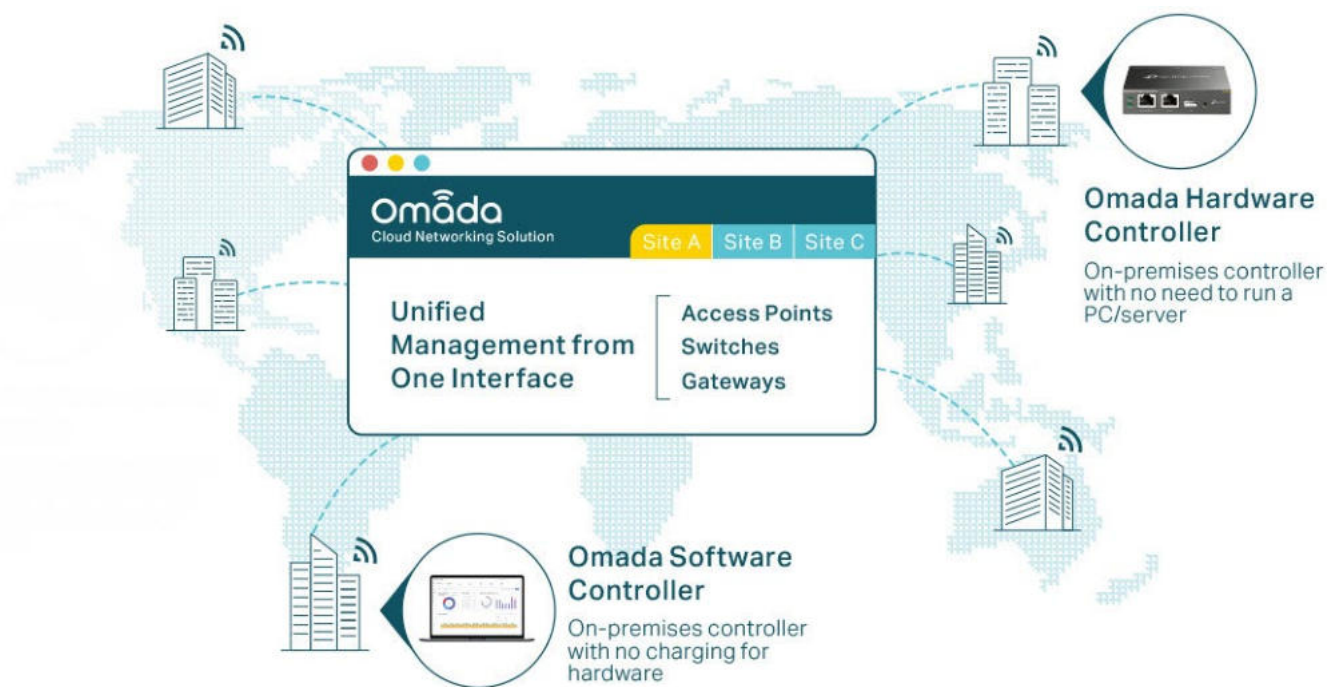 Omada
Cloud Networking Solution
Site A
Site B
Site C
Unified
Management from
One Interface
Access Points
Switches
Gateways
Omada Hardware
Controller
On-premises controller
with no need to run a
PC/server
Omada Software
Controller
On-premises controller
with no charging for
hardware